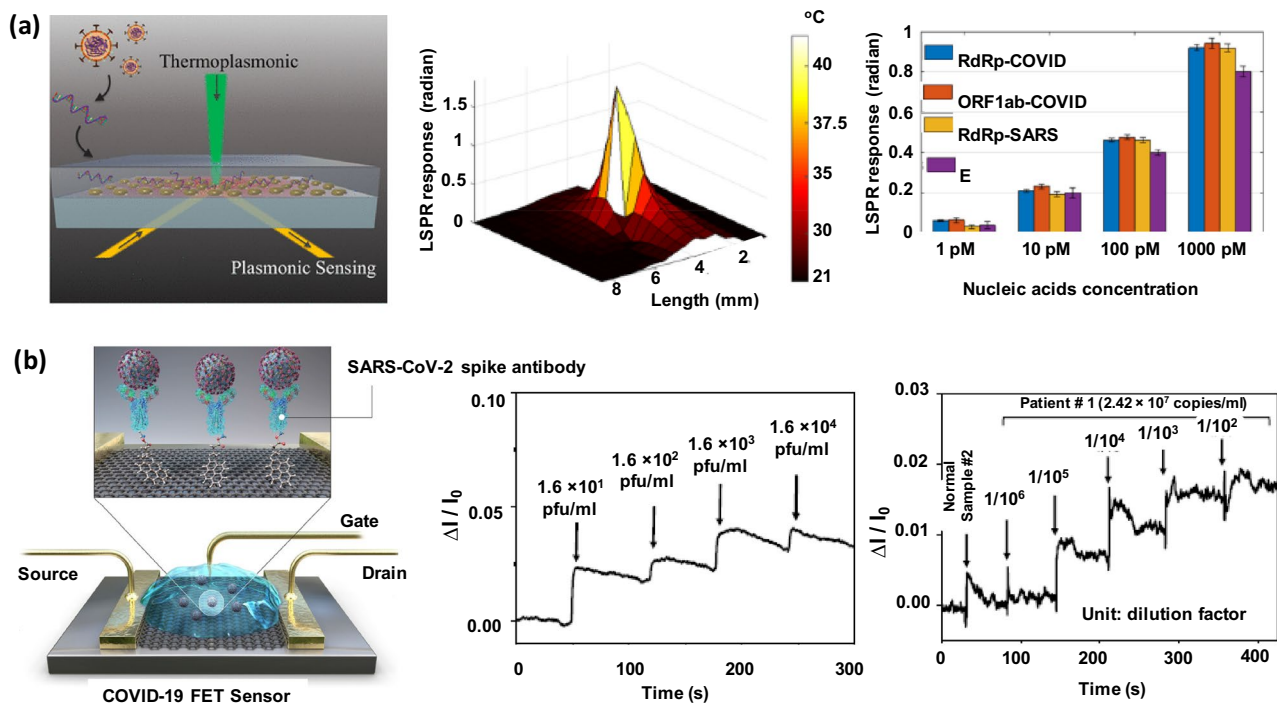 (a)
Thermoplasmonic
Plasmonic Sensing
LSPR response (radian)
1.5
1
0.5
0
8
6
4
2
Length (mm)
oC
40
37.5
30
21
LSPR response (radian)
1
0.8
0.6
0.4
0.2
0
RdRp-COVID
ORF1ab-COVID
RdRp-SARS
E
1 pM
10 pM
100 pM
1000 pM
Nucleic acids concentration
(b)
SARS-CoV-2 spike antibody
Gate
Source
Drain
COVID-19 FET Sensor
ΔI / I0
0.10
0.05
0.00
1.6 ×10¹
pfu/ml
1.6 ×10²
pfu/ml
1.6 ×10³
pfu/ml
1.6 ×10⁴
pfu/ml
0
100
200
300
Time (s)
ΔI / I0
0.03
0.02
0.01
0.00
Patient # 1 (2.42 × 10⁷ copies/ml)
Normal
Sample #2
1/10⁶
1/10⁵
1/10⁴
1/10³
1/10²
Unit: dilution factor
0
100
200
300
400
Time (s)